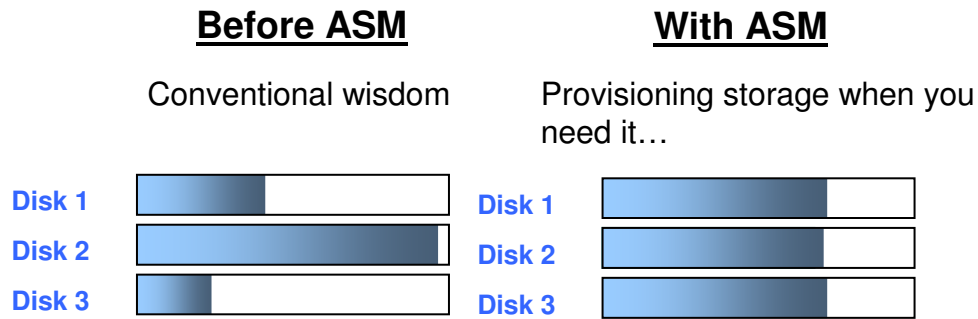 Before ASM
Conventional wisdom
Disk 1
Disk 2
Disk 3
With ASM
Provisioning storage when you
need it…
Disk 1
Disk 2
Disk 3